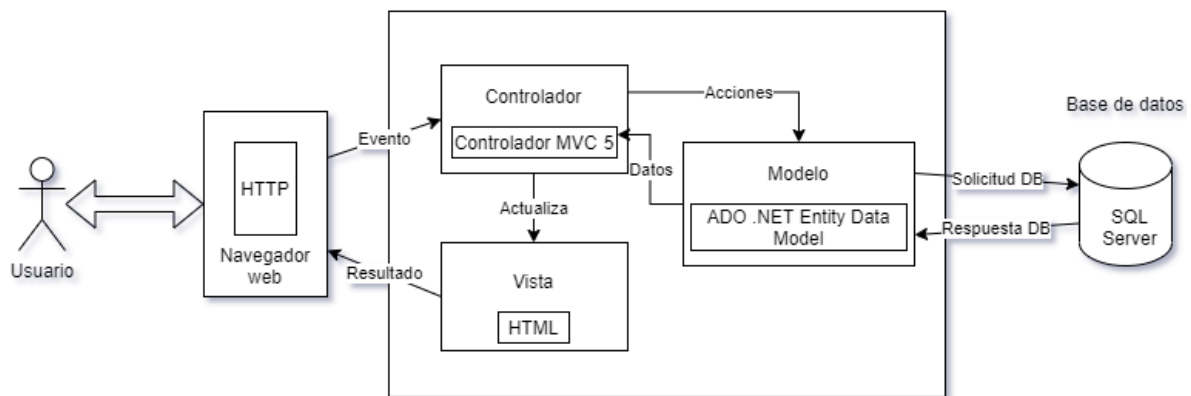 Usuario
HTTP
Navegador
web
Evento
Resultado
Controlador
Controlador MVC 5
Actualiza
Vista
HTML
Acciones
Datos
Modelo
ADO .NET Entity Data
Model
Solicitud DB
Respuesta DB
Base de datos
SQL
Server